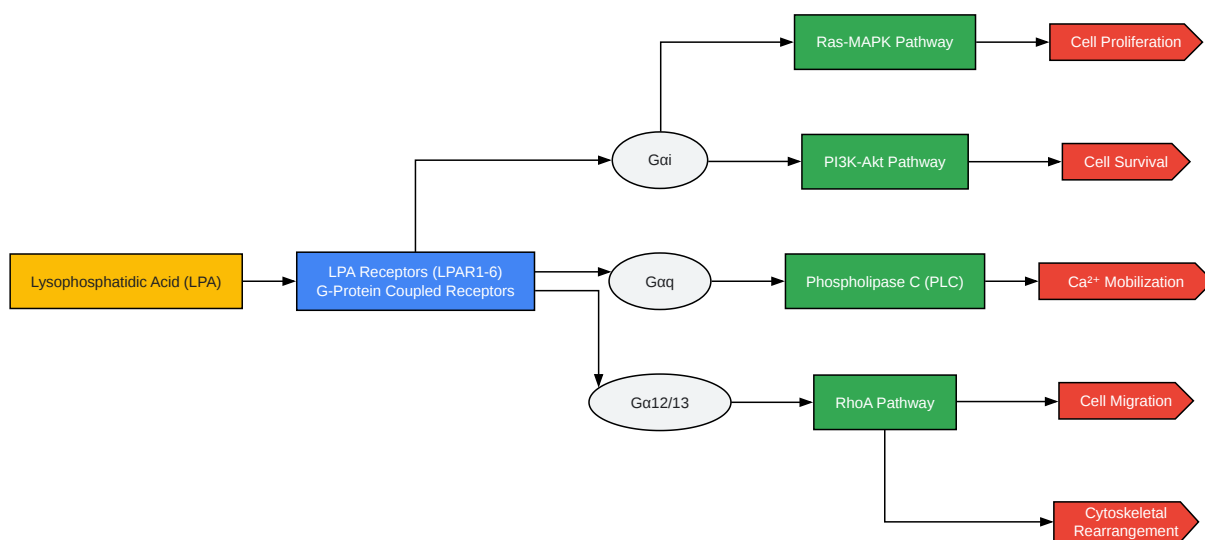 Ras-MAPK Pathway
Cell Proliferation
Gαi
PI3K-Akt Pathway
Cell Survival
Lysophosphatidic Acid (LPA)
LPA Receptors (LPAR1-6)
G-Protein Coupled Receptors
Gαq
Phospholipase C (PLC)
Ca²⁺ Mobilization
Gα12/13
RhoA Pathway
Cell Migration
Cytoskeletal
Rearrangement